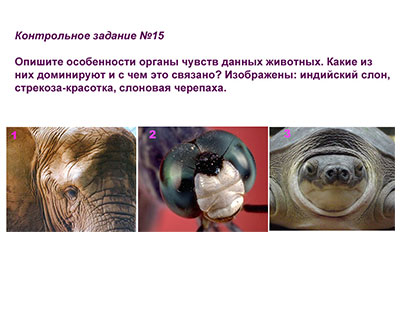 Контрольное задание №15
Опишите особенности органы чувств данных животных. Какие из
них доминируют и с чем это связано? Изображены: индийский слон,
стрекоза-красотка, слоновая черепаха.
1 2 3